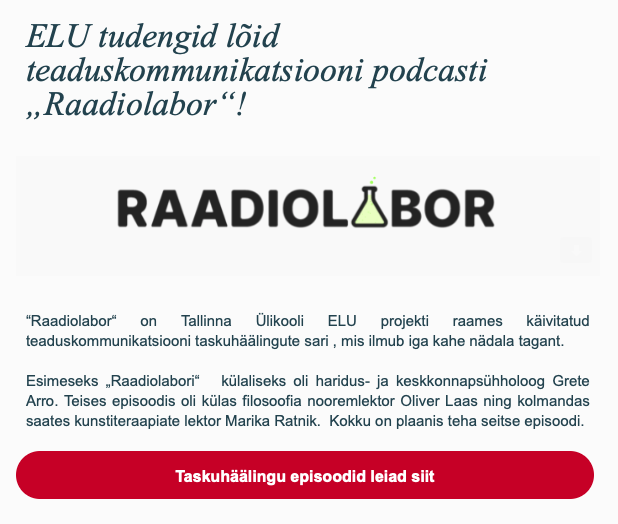 ELU tudengid lõid
teaduskommunikatsiooni podcasti
„Raadiolabor“!
RAADIOLABOR
“Raadiolabor“ on Tallinna Ülikooli ELU projekti raames käivitatud
teaduskommunikatsiooni taskuhäälingute sari , mis ilmub iga kahe nädala tagant.
Esimeseks „Raadiolabori“ külaliseks oli haridus- ja keskkonnapsühholoog Grete
Arro. Teises episoodis oli külas filosoofia nooremlektor Oliver Laas ning kolmandas
saates kunstiteraapiate lektor Marika Ratnik. Kokku on plaanis teha seitse episoodi.
Taskuhäälingu episoodid leiad siit